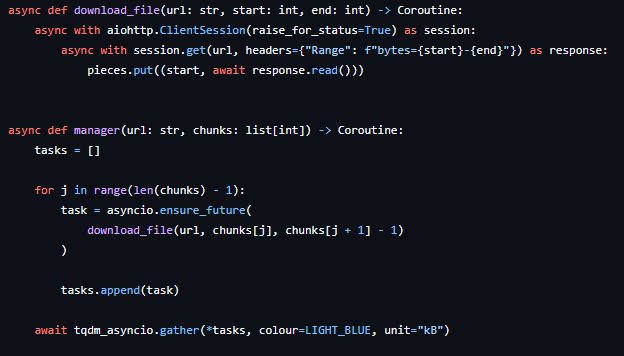 async def download_file(url: str, start: int, end: int) -> Coroutine:
    async with aiohttp.ClientSession(raise_for_status=True) as session:
        async with session.get(url, headers={"Range": f"bytes={start}-{end}"}) as response:
            pieces.put((start, await response.read()))
async def manager(url: str, chunks: list[int]) -> Coroutine:
    tasks = []
    for j in range(len(chunks) - 1):
        task = asyncio.ensure_future(
            download_file(url, chunks[j], chunks[j + 1] - 1)
        )
        tasks.append(task)
    await tqdm_asyncio.gather(*tasks, colour=LIGHT_BLUE, unit="kB")